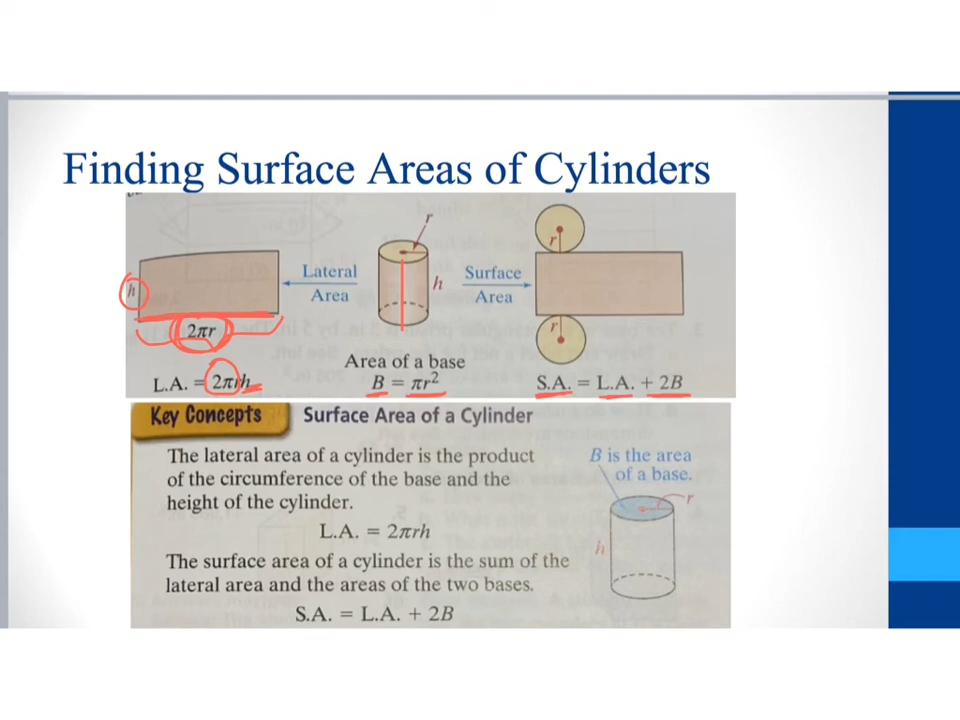 Finding Surface Areas of Cylinders
r
r
h
Lateral
Area
h
Surface
Area
2πr
r
Area of a base
L.A. = 2πrh
B = πr²
S.A. = L.A. + 2B
Key Concepts
Surface Area of a Cylinder
The lateral area of a cylinder is the product
of the circumference of the base and the
height of the cylinder.
L.A. = 2πrh
The surface area of a cylinder is the sum of the
lateral area and the areas of the two bases.
S.A. = L.A. + 2B
B is the area
of a base.
r
h